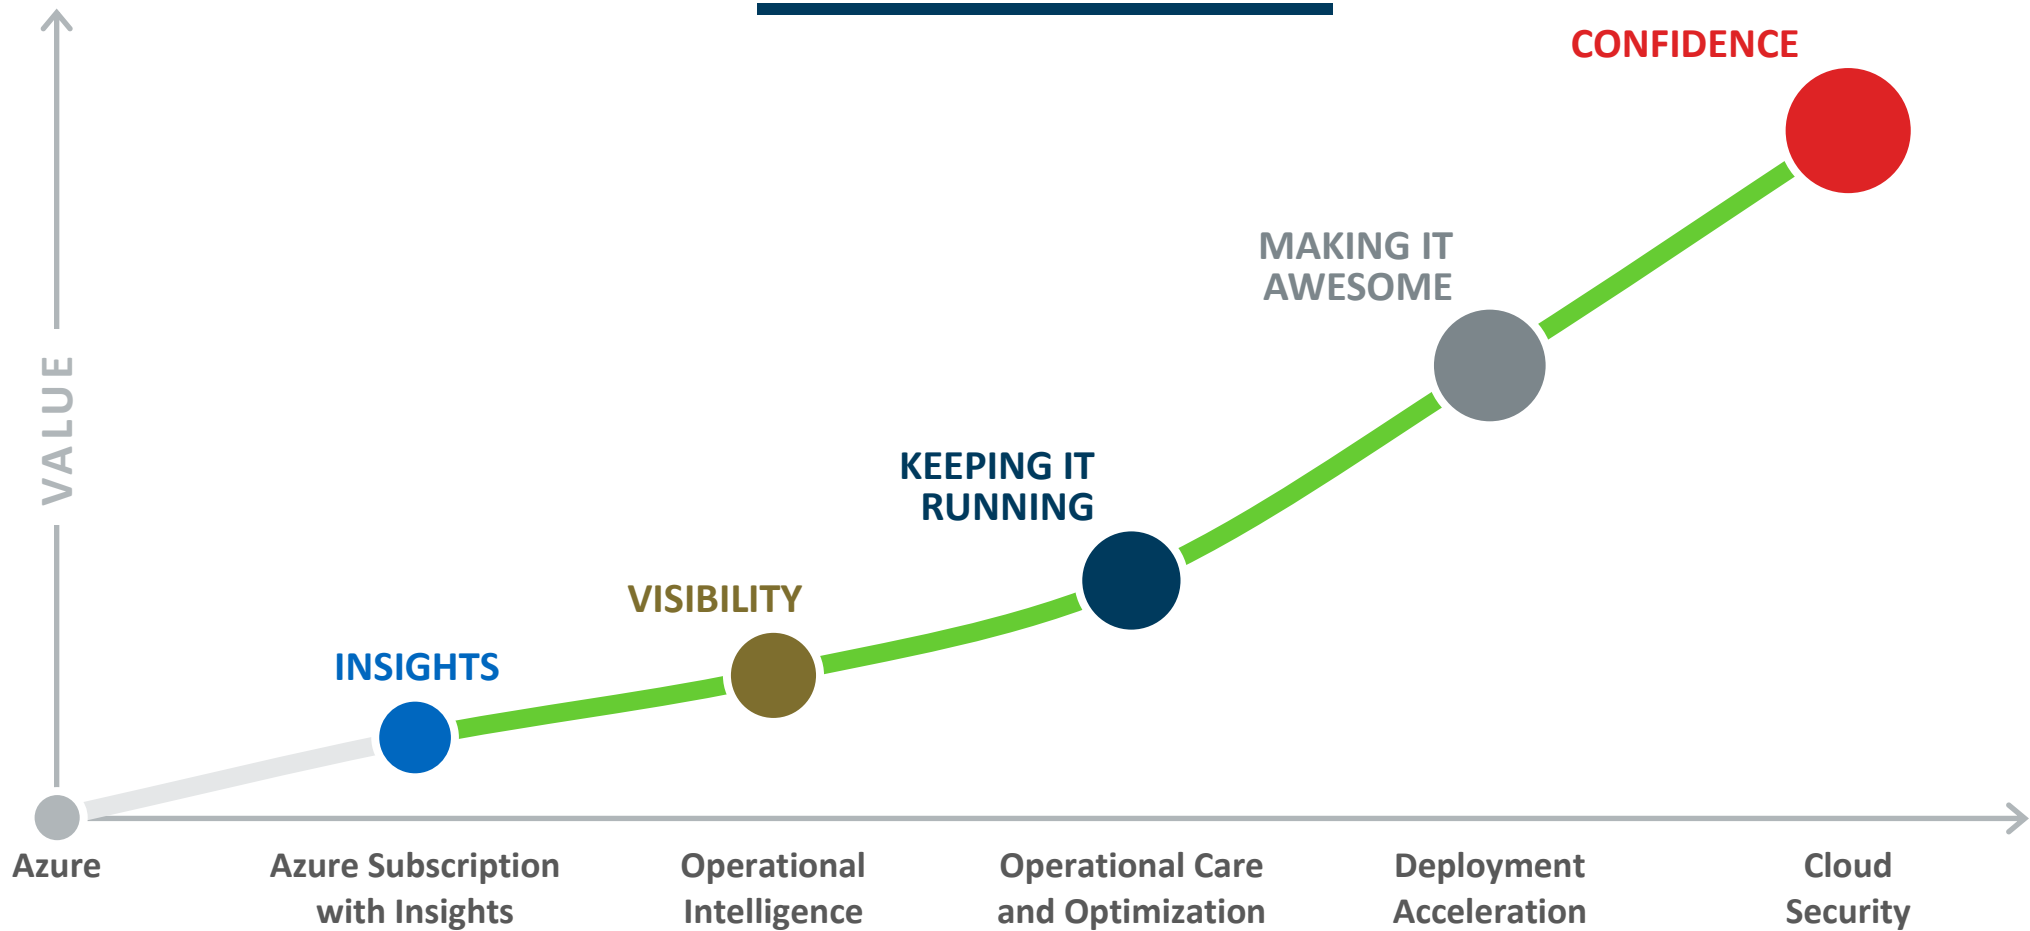 CONFIDENCE
MAKING IT
AWESOME
VALUE
KEEPING IT
RUNNING
VISIBILITY
INSIGHTS
Azure
Azure Subscription
with Insights
Operational
Intelligence
Operational Care
and Optimization
Deployment
Acceleration
Cloud
Security